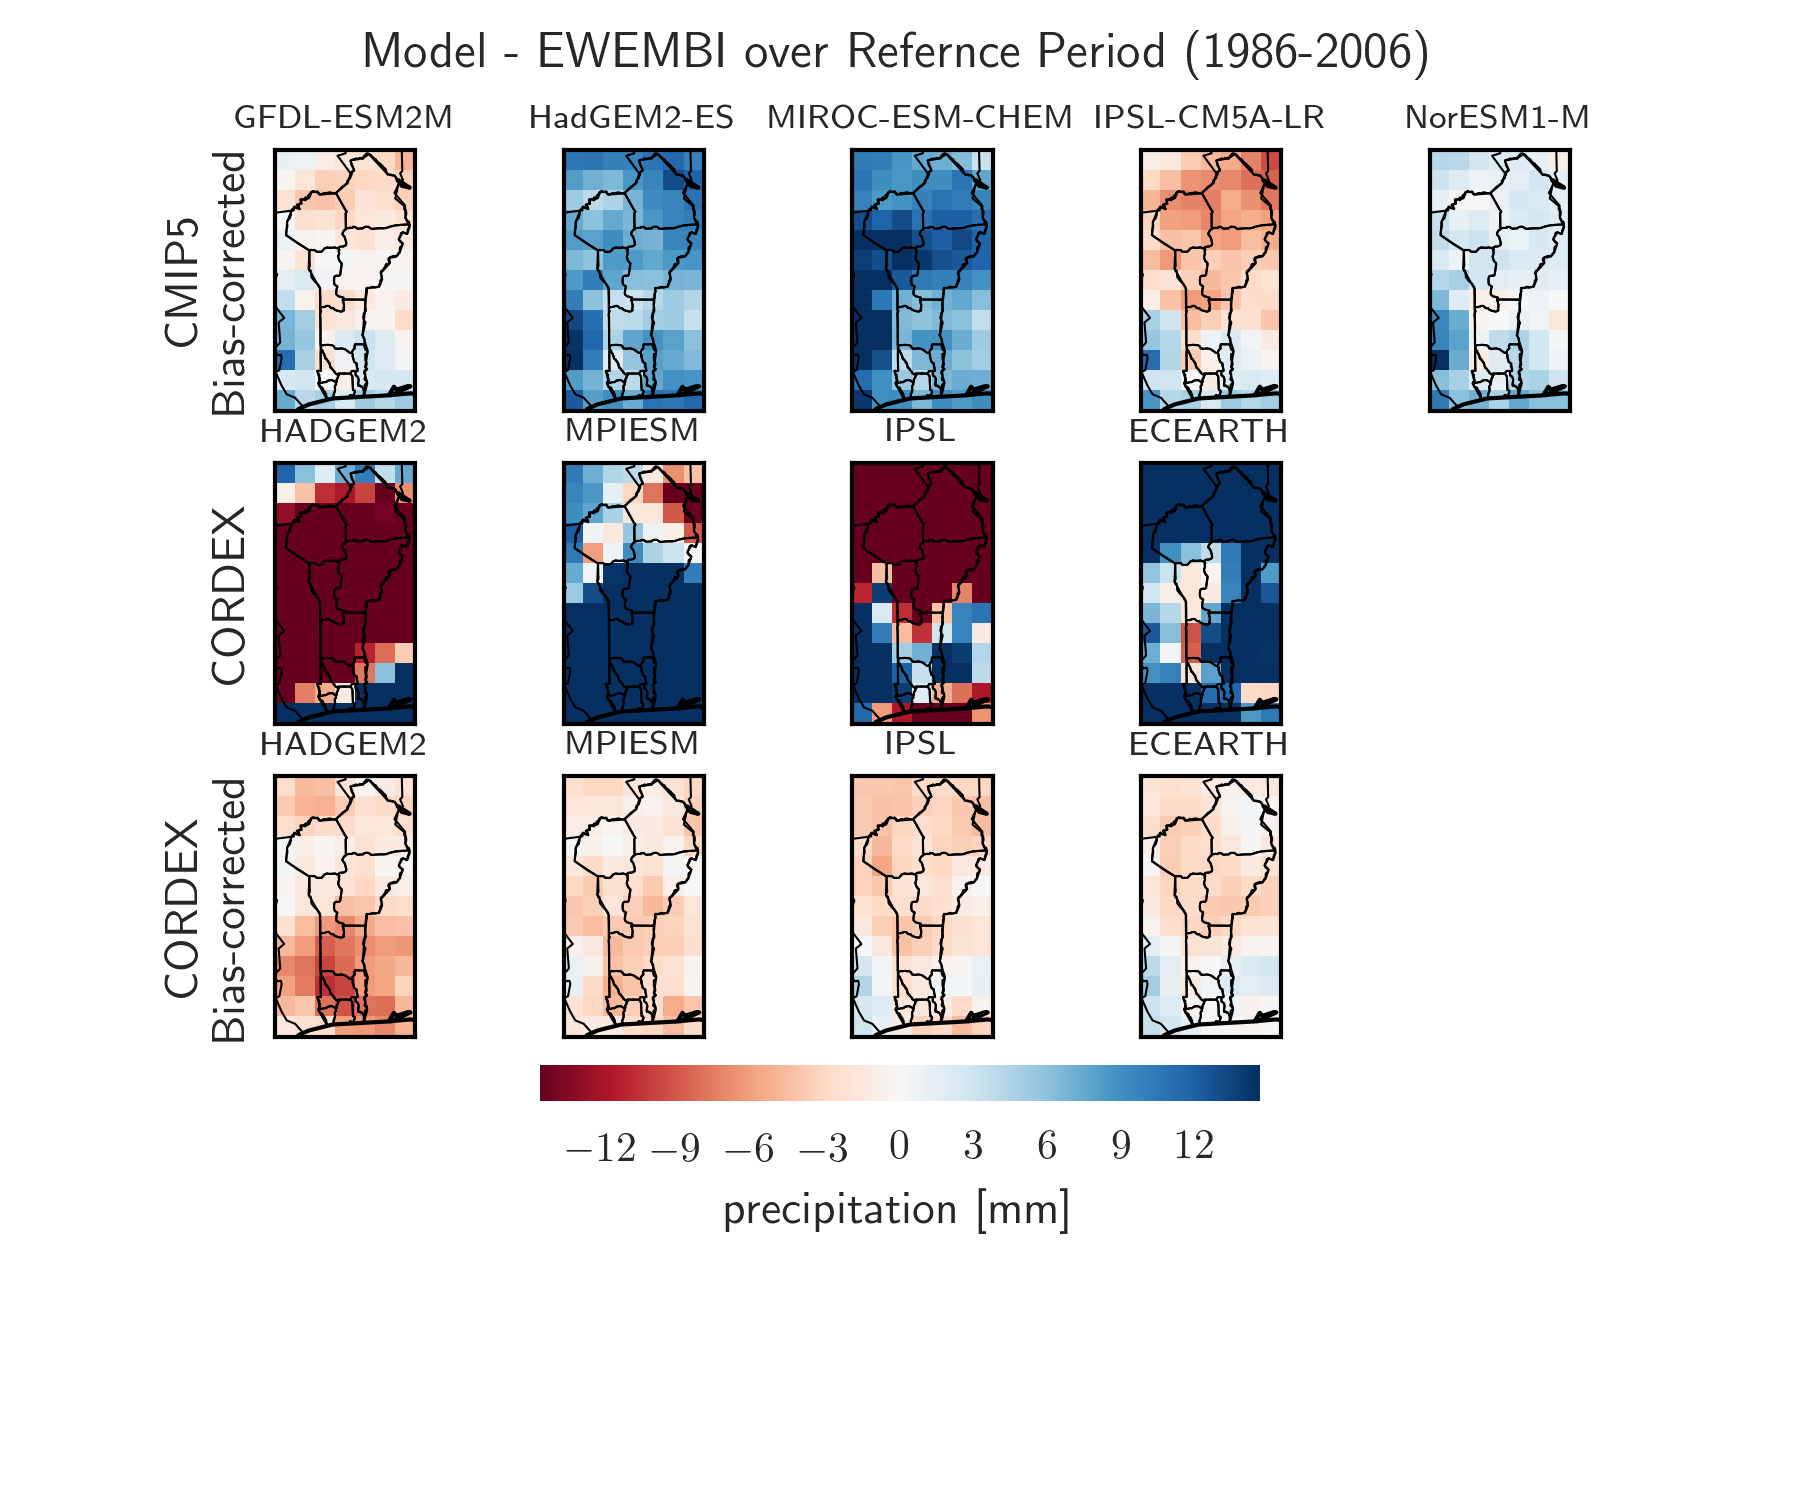 Model - EWEMBI over Refernce Period (1986-2006)
GFDL-ESM2M
HadGEM2-ES
MIROC-ESM-CHEM
IPSL-CM5A-LR
NorESM1-M
CMIP5
Bias-corrected
HADGEM2
MPIESM
IPSL
ECEARTH
CORDEX
HADGEM2
MPIESM
IPSL
ECEARTH
CORDEX
Bias-corrected
−12 −9 −6 −3 0 3 6 9 12
precipitation [mm]